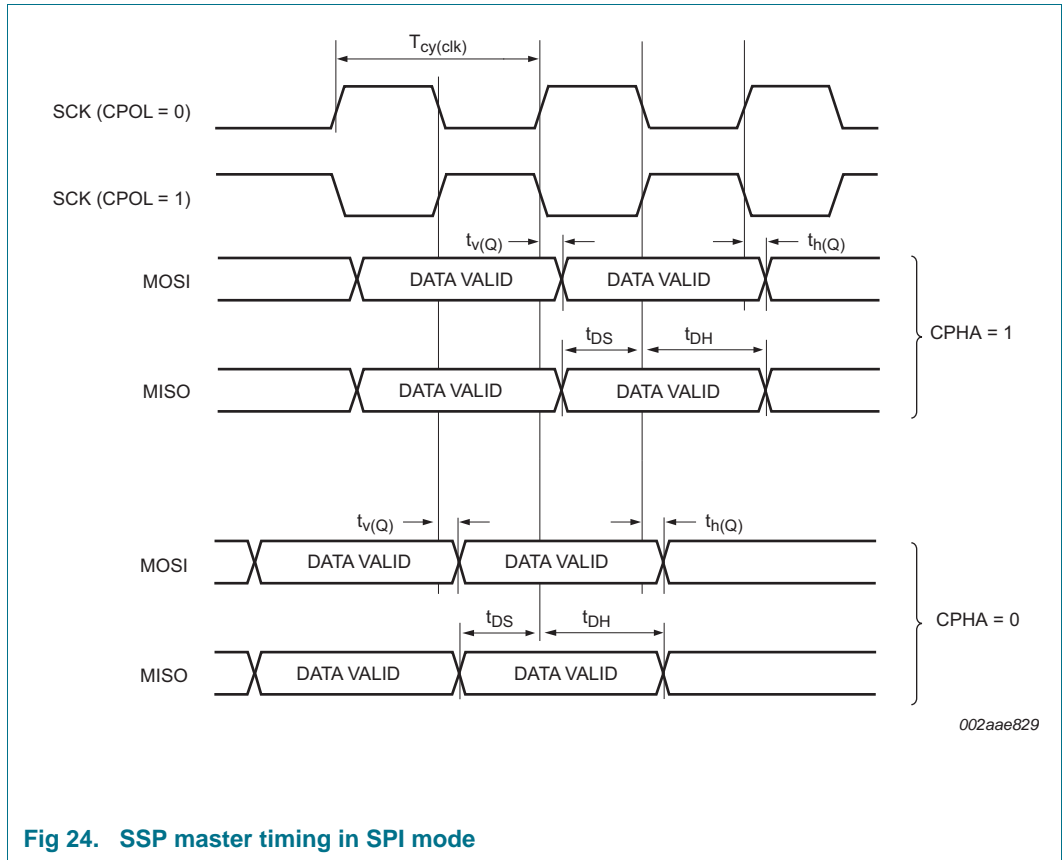 Tcy(clk)
SCK (CPOL = 0)
SCK (CPOL = 1)
tv(Q) th(Q)
MOSI DATA VALID DATA VALID
CPHA = 1
tDS tDH
MISO DATA VALID DATA VALID
tv(Q) th(Q)
MOSI DATA VALID DATA VALID
CPHA = 0
tDS tDH
MISO DATA VALID DATA VALID
002aae829
Fig 24. SSP master timing in SPI mode